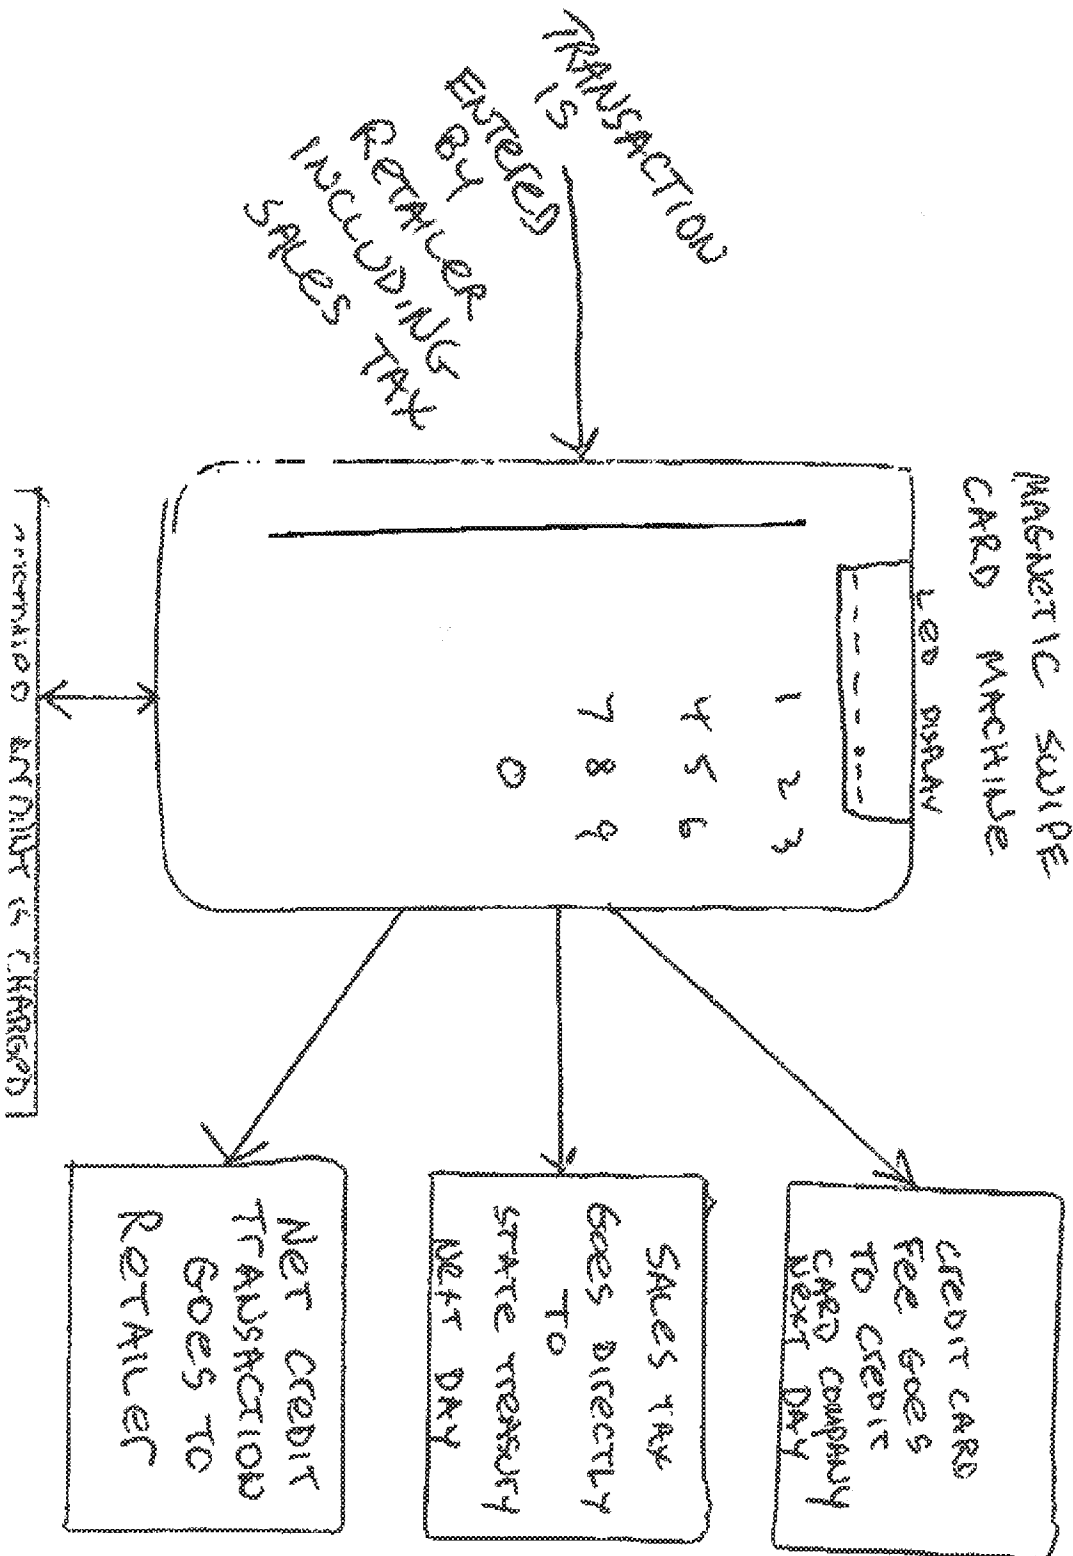 MAGNETIC SWIPE
CARD MACHINE
LED DISPLAY
TRANSACTION
IS
ENTERED
BY
RETAILER
INCLUDING
SALES TAX
1 2 3
4 5 6
7 8 9
0
CREDIT CARD
FEE GOES
TO CREDIT
CARD COMPANY
NEXT DAY
SALES TAX
GOES DIRECTLY
TO
STATE TREASURY
NEXT DAY
NET CREDIT
TRANSACTION
GOES TO
RETAILER
CHARGED